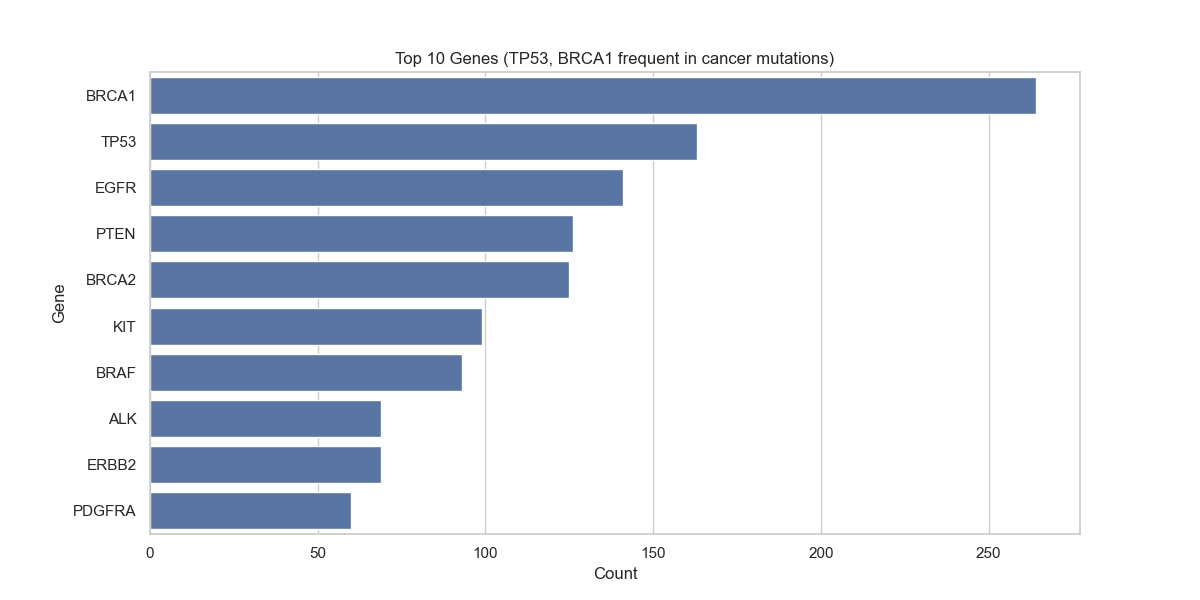 Top 10 Genes (TP53, BRCA1 frequent in cancer mutations)
BRCA1
TP53
EGFR
PTEN
BRCA2
KIT
BRAF
ALK
ERBB2
PDGFRA
Gene
0 50 100 150 200 250
Count